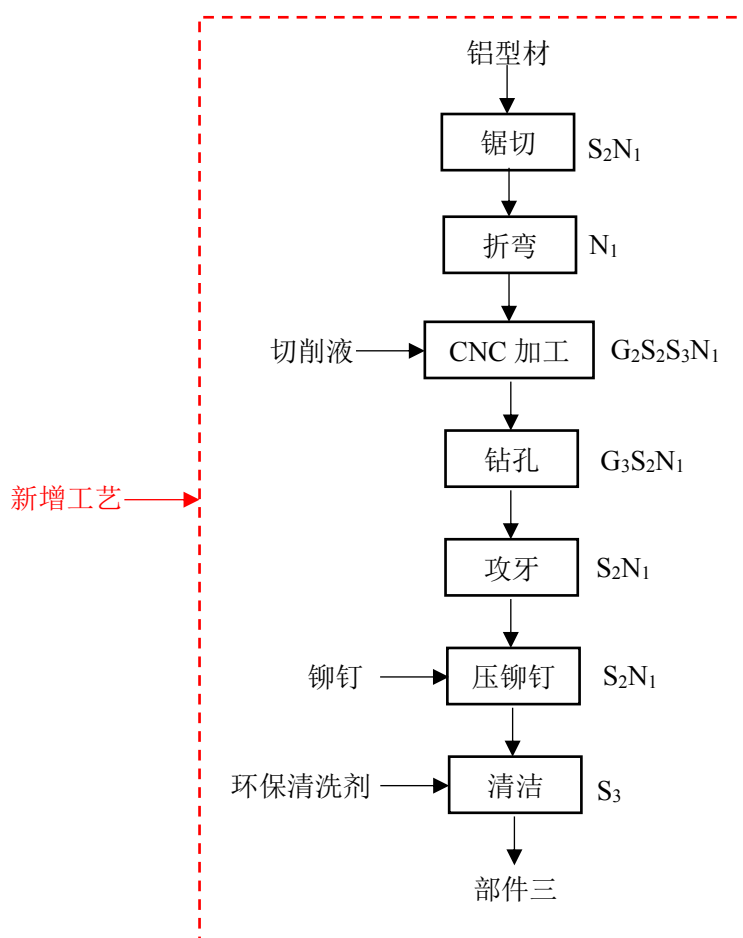 铝型材
锯切 S₂N₁
折弯 N₁
切削液 CNC 加工 G₂S₂S₃N₁
钻孔 G₃S₂N₁
新增工艺
攻牙 S₂N₁
铆钉 压铆钉 S₂N₁
环保清洗剂 清洁 S₃
部件三